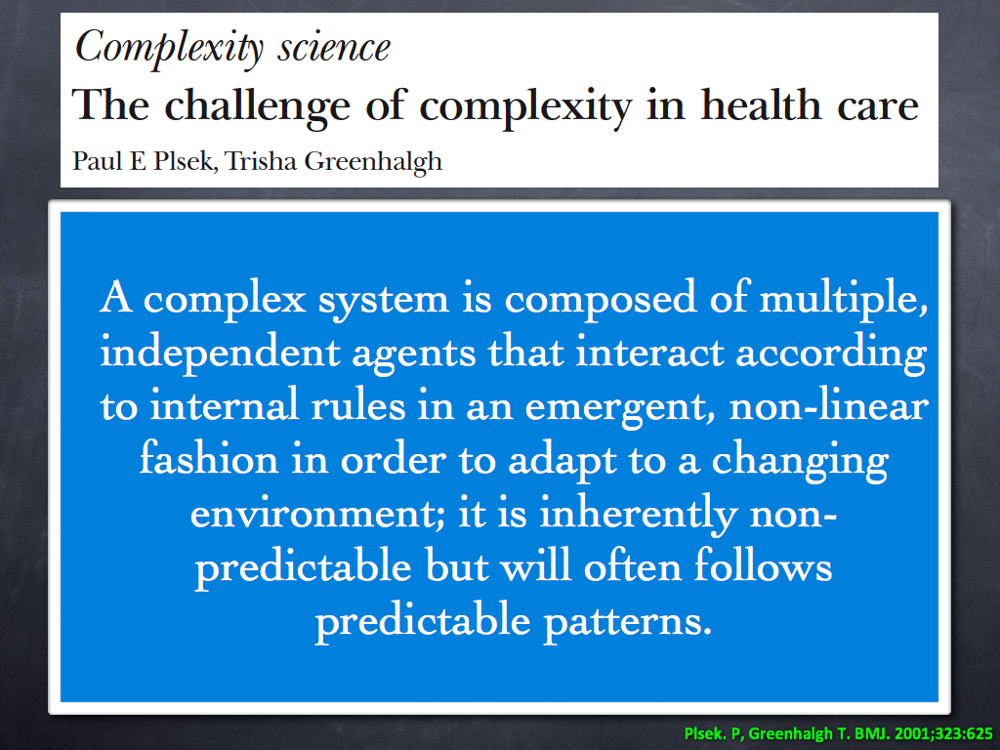 Complexity science
The challenge of complexity in health care
Paul E Plsek, Trisha Greenhalgh
A complex system is composed of multiple,
independent agents that interact according
to internal rules in an emergent, non-linear
fashion in order to adapt to a changing
environment; it is inherently non-
predictable but will often follows
predictable patterns.
Plsek. P, Greenhalgh T. BMJ. 2001;323:625